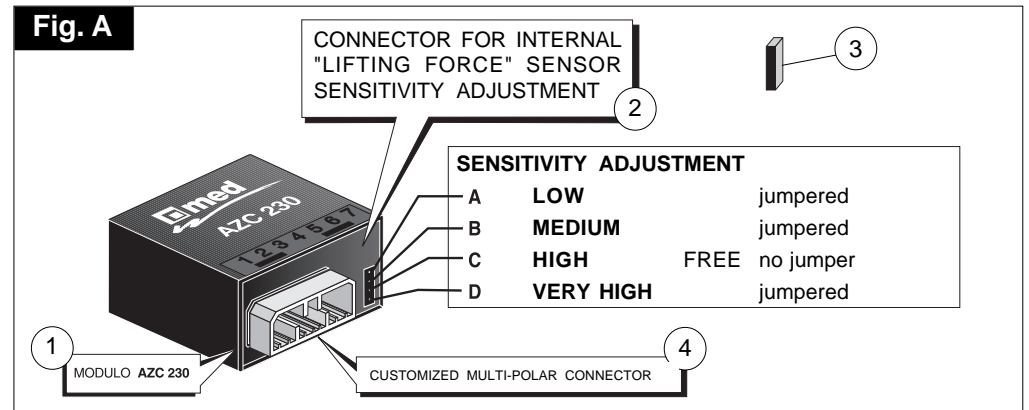 Fig. A
CONNECTOR FOR INTERNAL
"LIFTING FORCE" SENSOR
SENSITIVITY ADJUSTMENT
2
3
SENSITIVITY ADJUSTMENT
A LOW jumpered
B MEDIUM jumpered
C HIGH FREE no jumper
D VERY HIGH jumpered
med
AZC 230
1 2 3 4 5 6 7
1
MODULO AZC 230
4
CUSTOMIZED MULTI-POLAR CONNECTOR